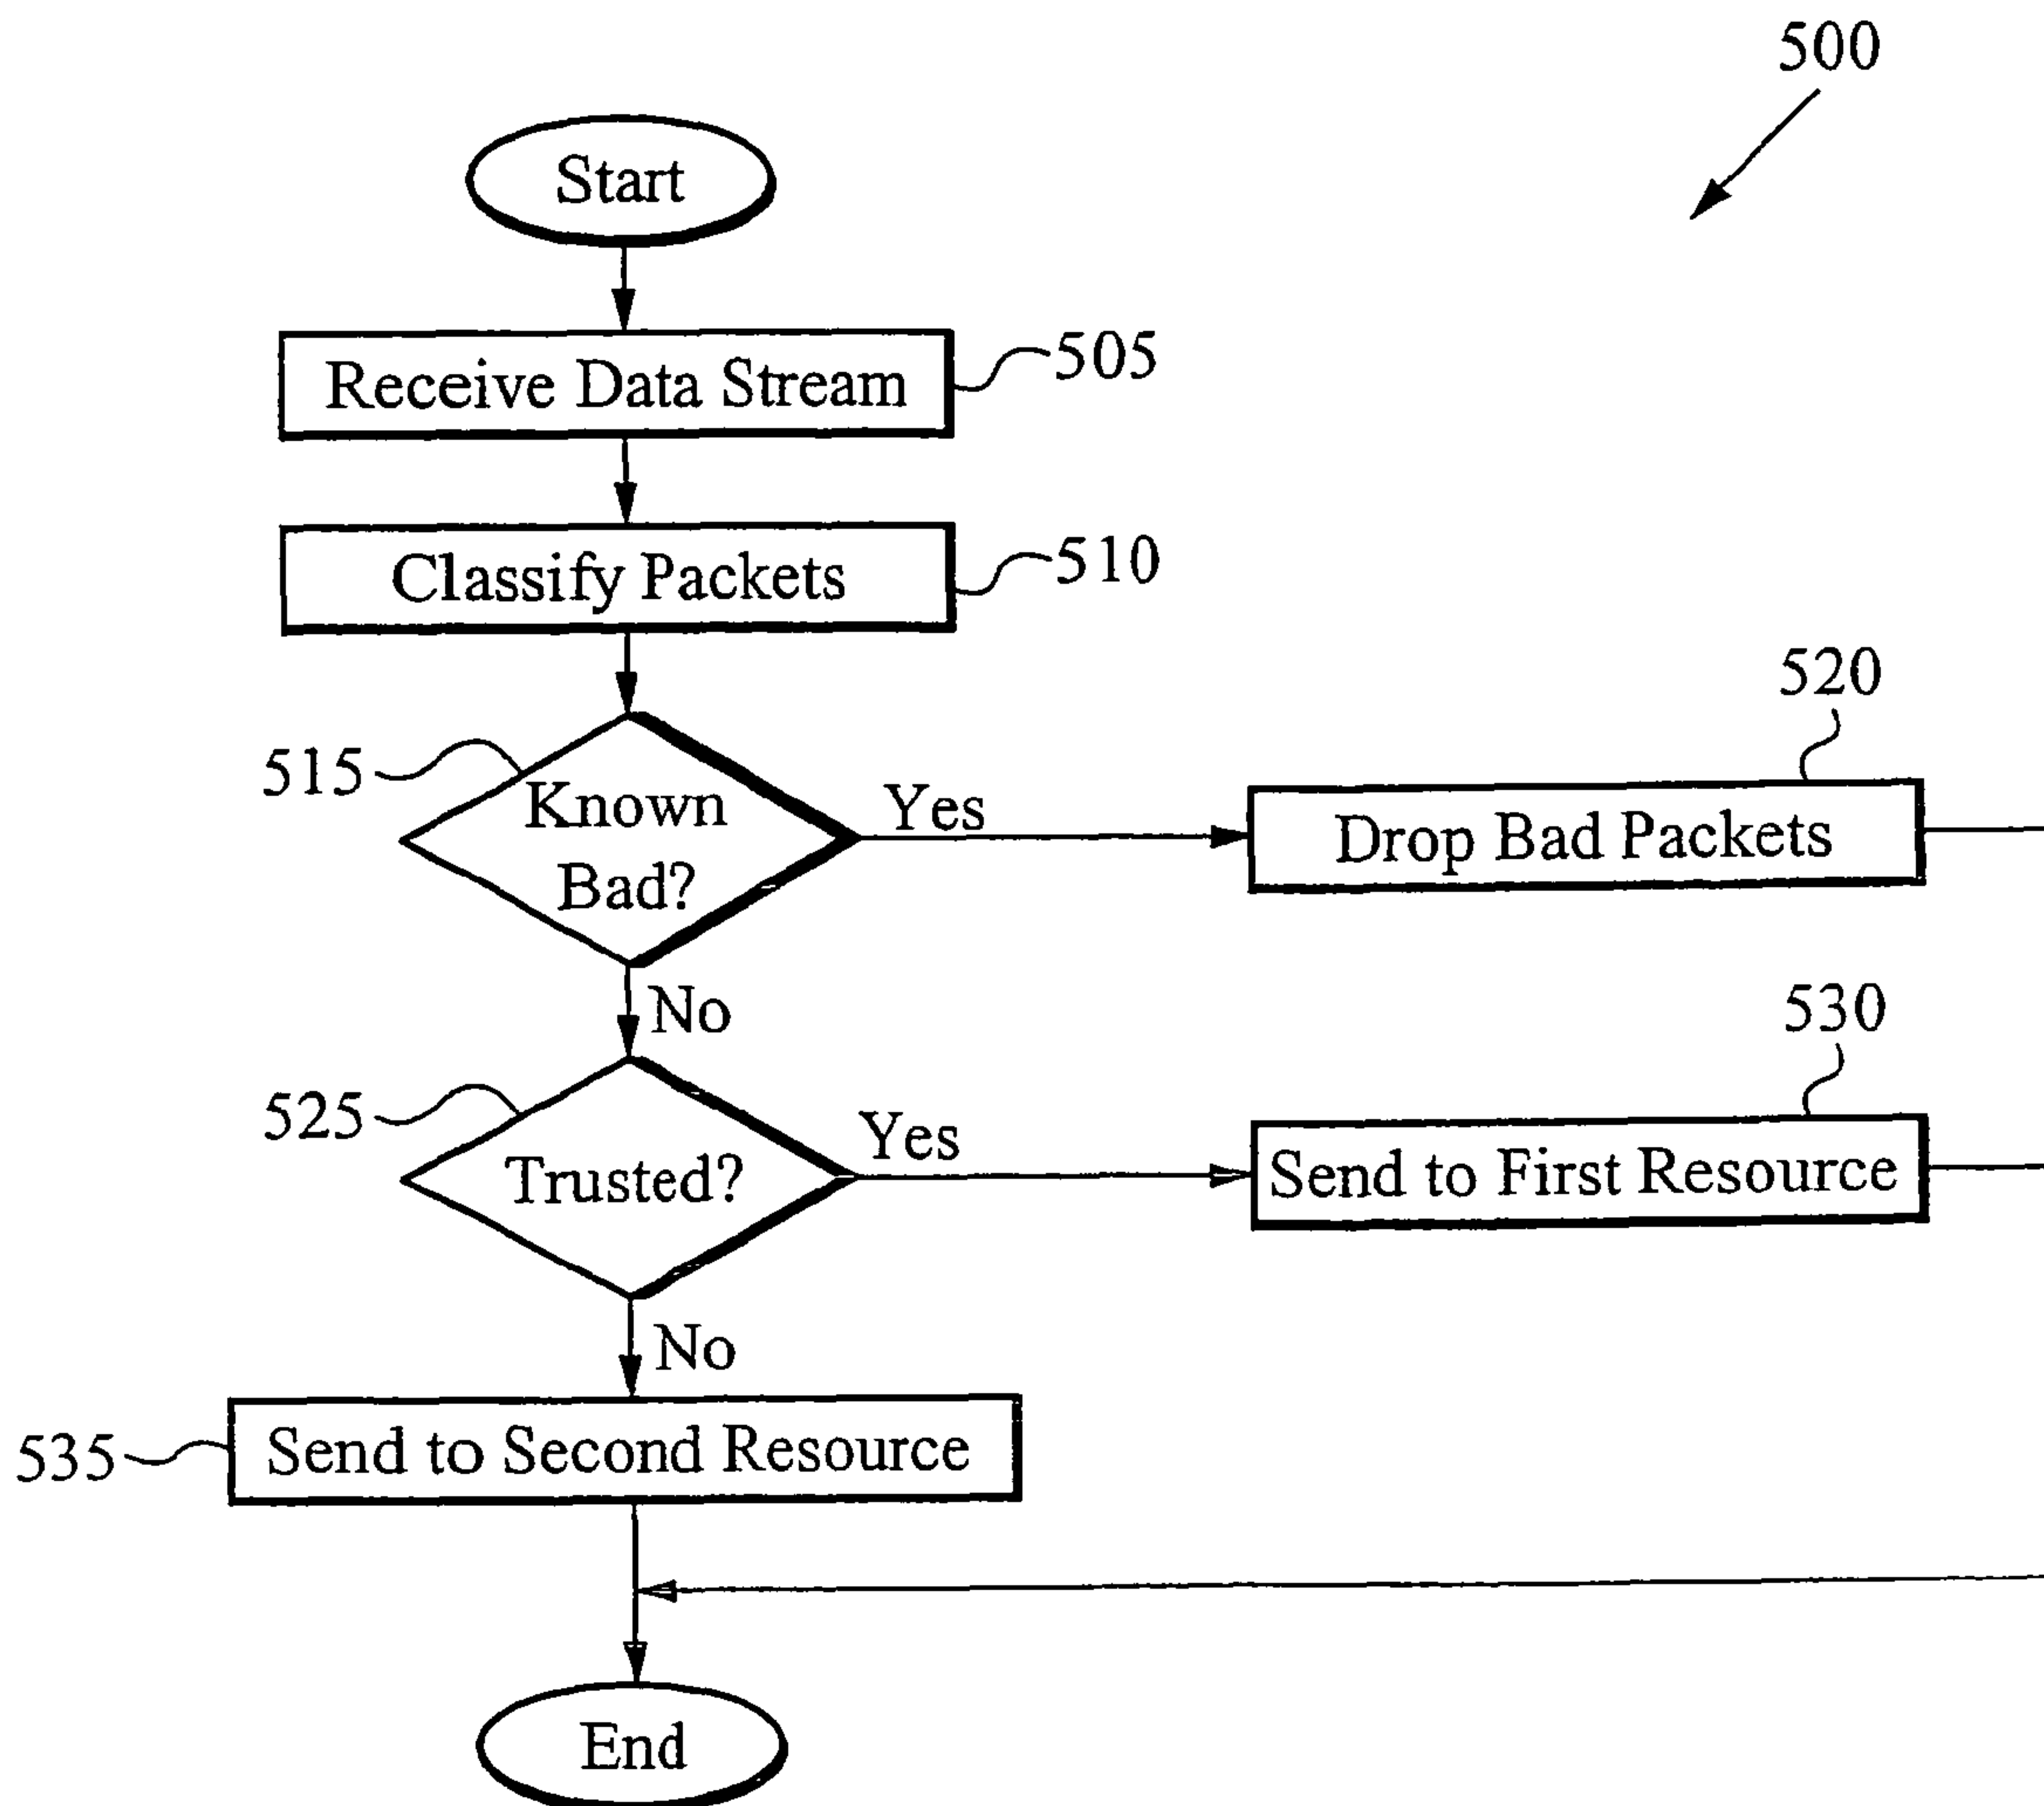 500
Start
Receive Data Stream
505
Classify Packets
510
515
Known
Bad?
Yes
520
Drop Bad Packets
No
525
Trusted?
Yes
530
Send to First Resource
No
535
Send to Second Resource
End